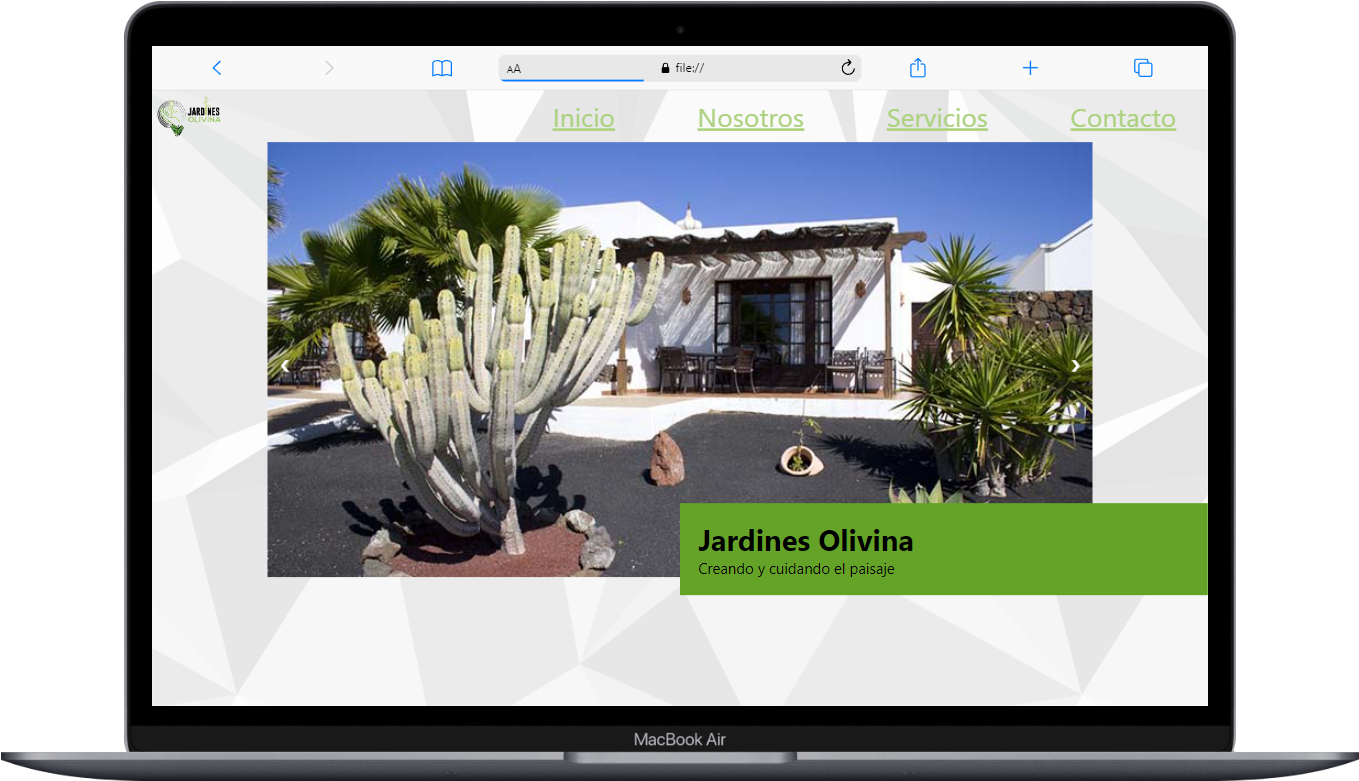 AA
file://
JARDINES
OLIVINA
Inicio Nosotros Servicios Contacto
Jardines Olivina
Creando y cuidando el paisaje
MacBook Air